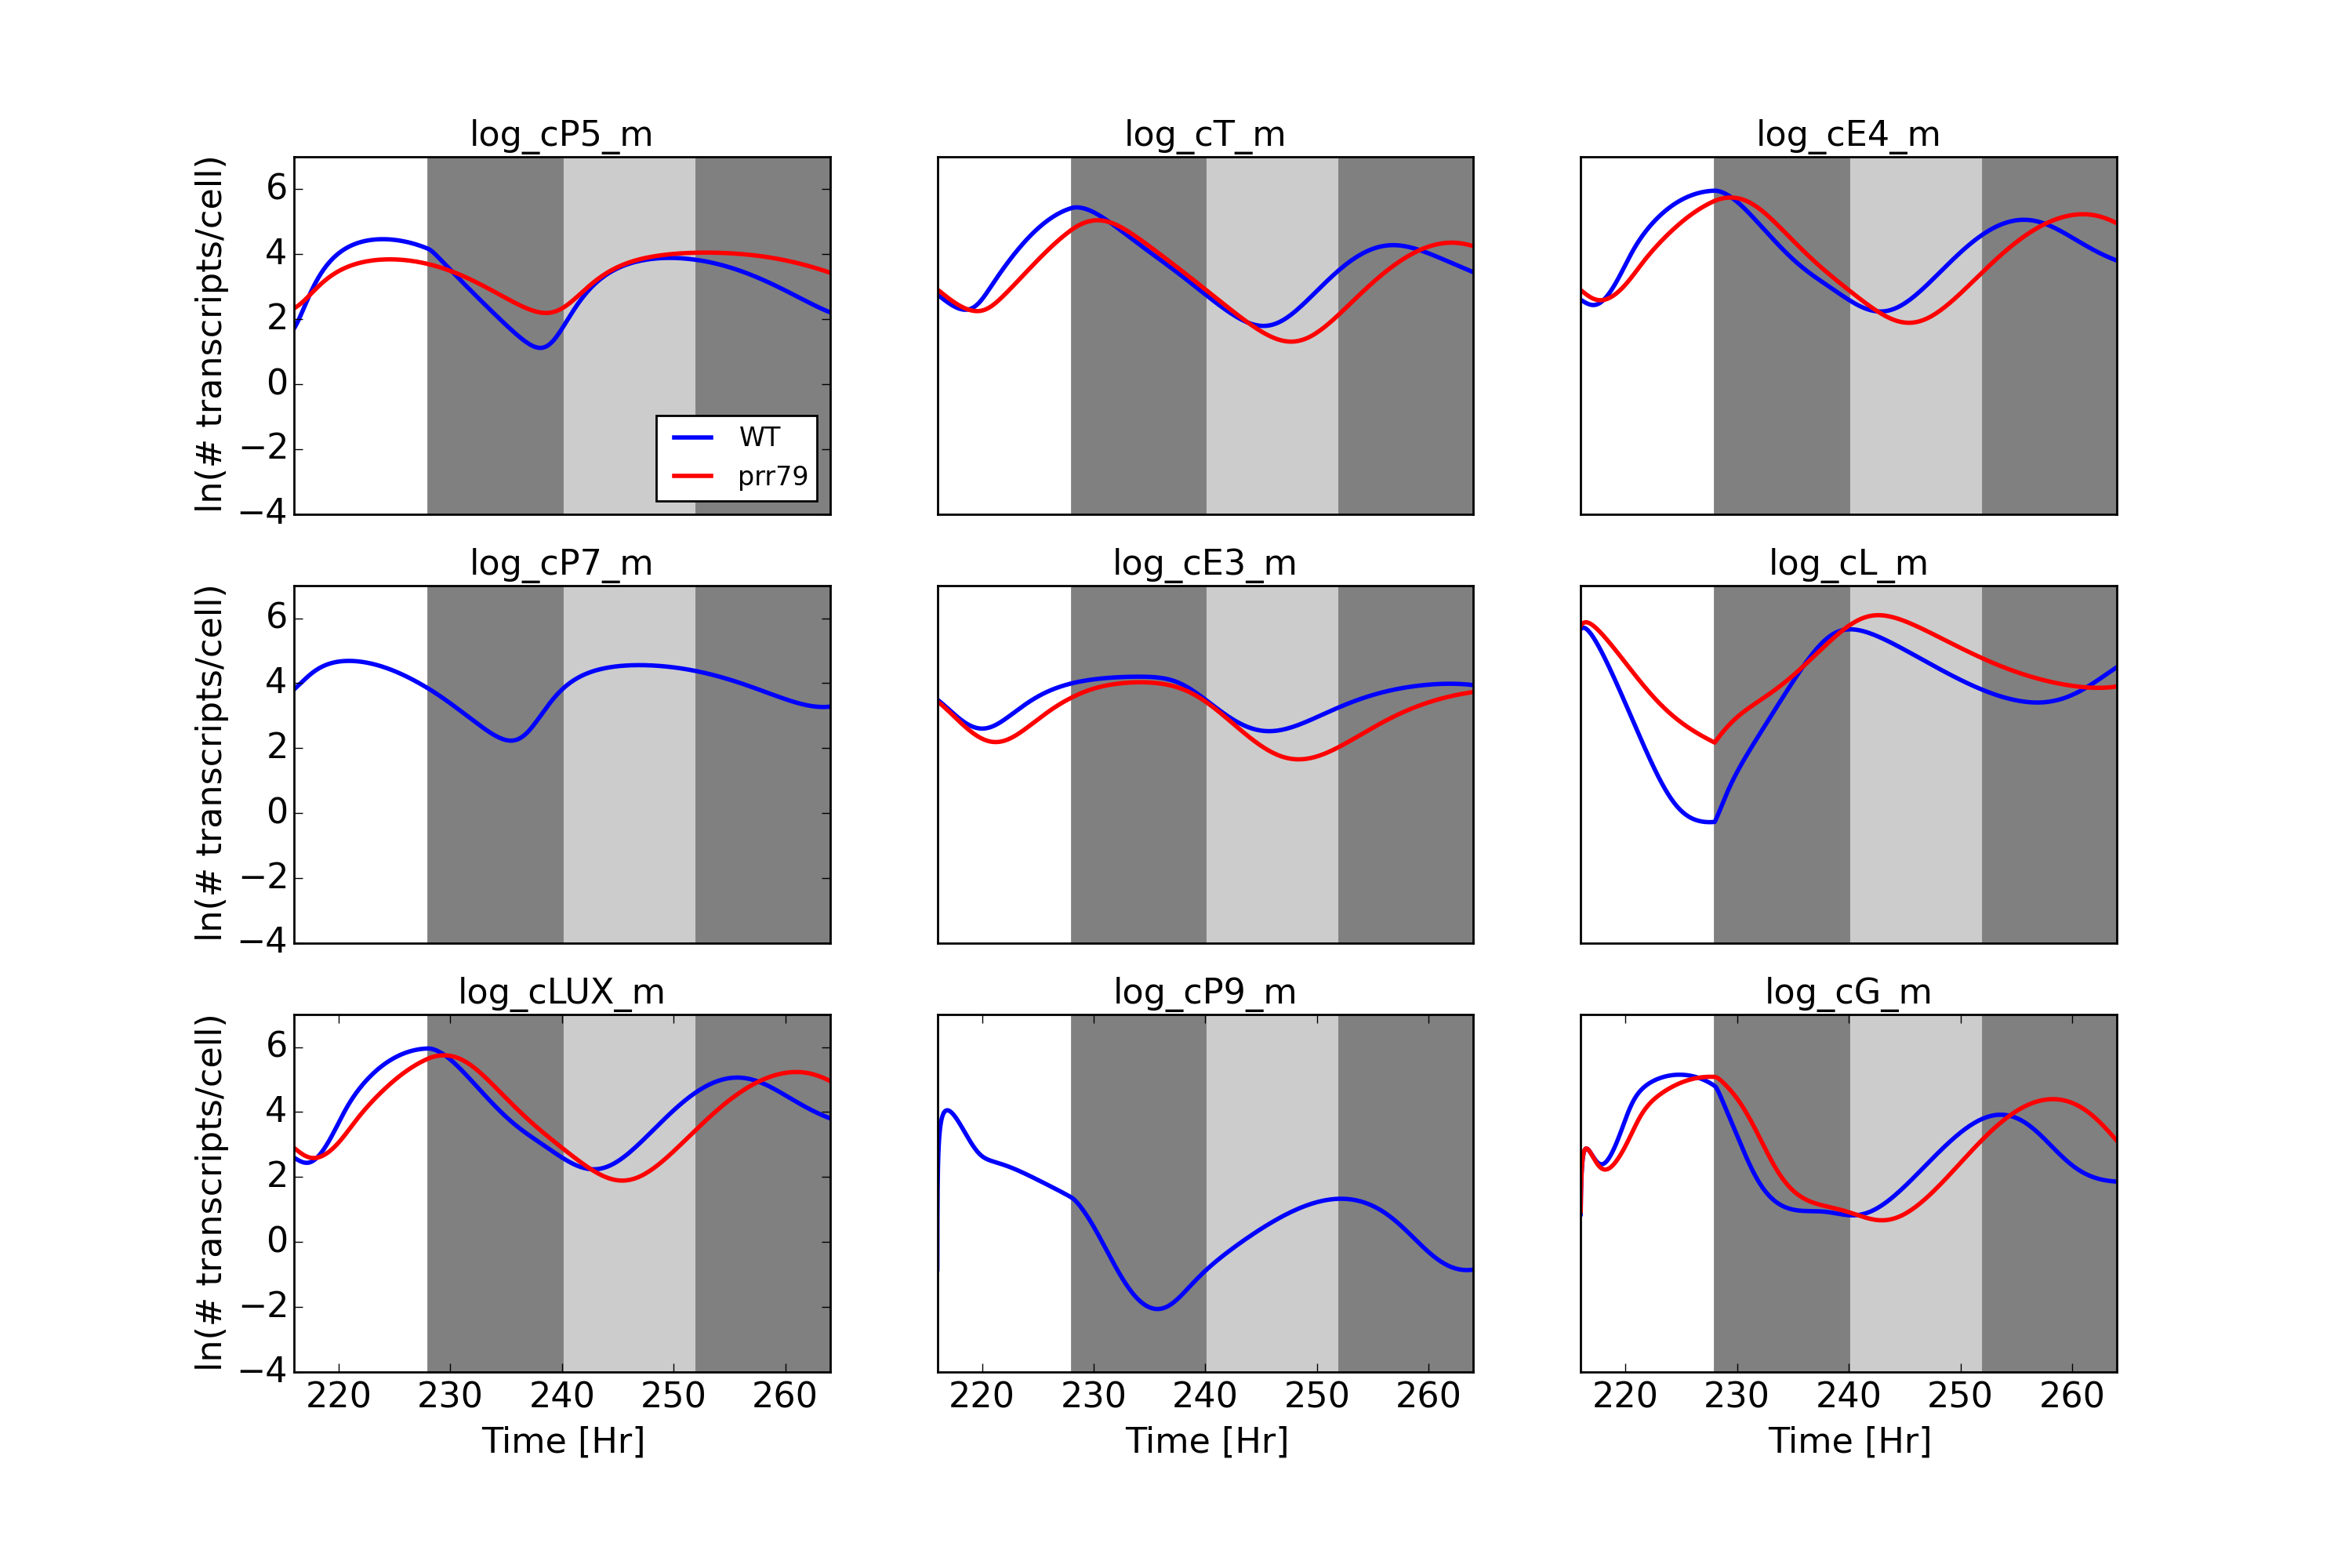 log_cP5_m
log_cT_m
log_cE4_m
ln(# transcripts/cell)
6
4
2
0
−2
−4
WT
prr79
log_cP7_m
log_cE3_m
log_cL_m
ln(# transcripts/cell)
6
4
2
0
−2
−4
log_cLUX_m
log_cP9_m
log_cG_m
ln(# transcripts/cell)
6
4
2
0
−2
−4
220 230 240 250 260
220 230 240 250 260
220 230 240 250 260
Time [Hr]
Time [Hr]
Time [Hr]